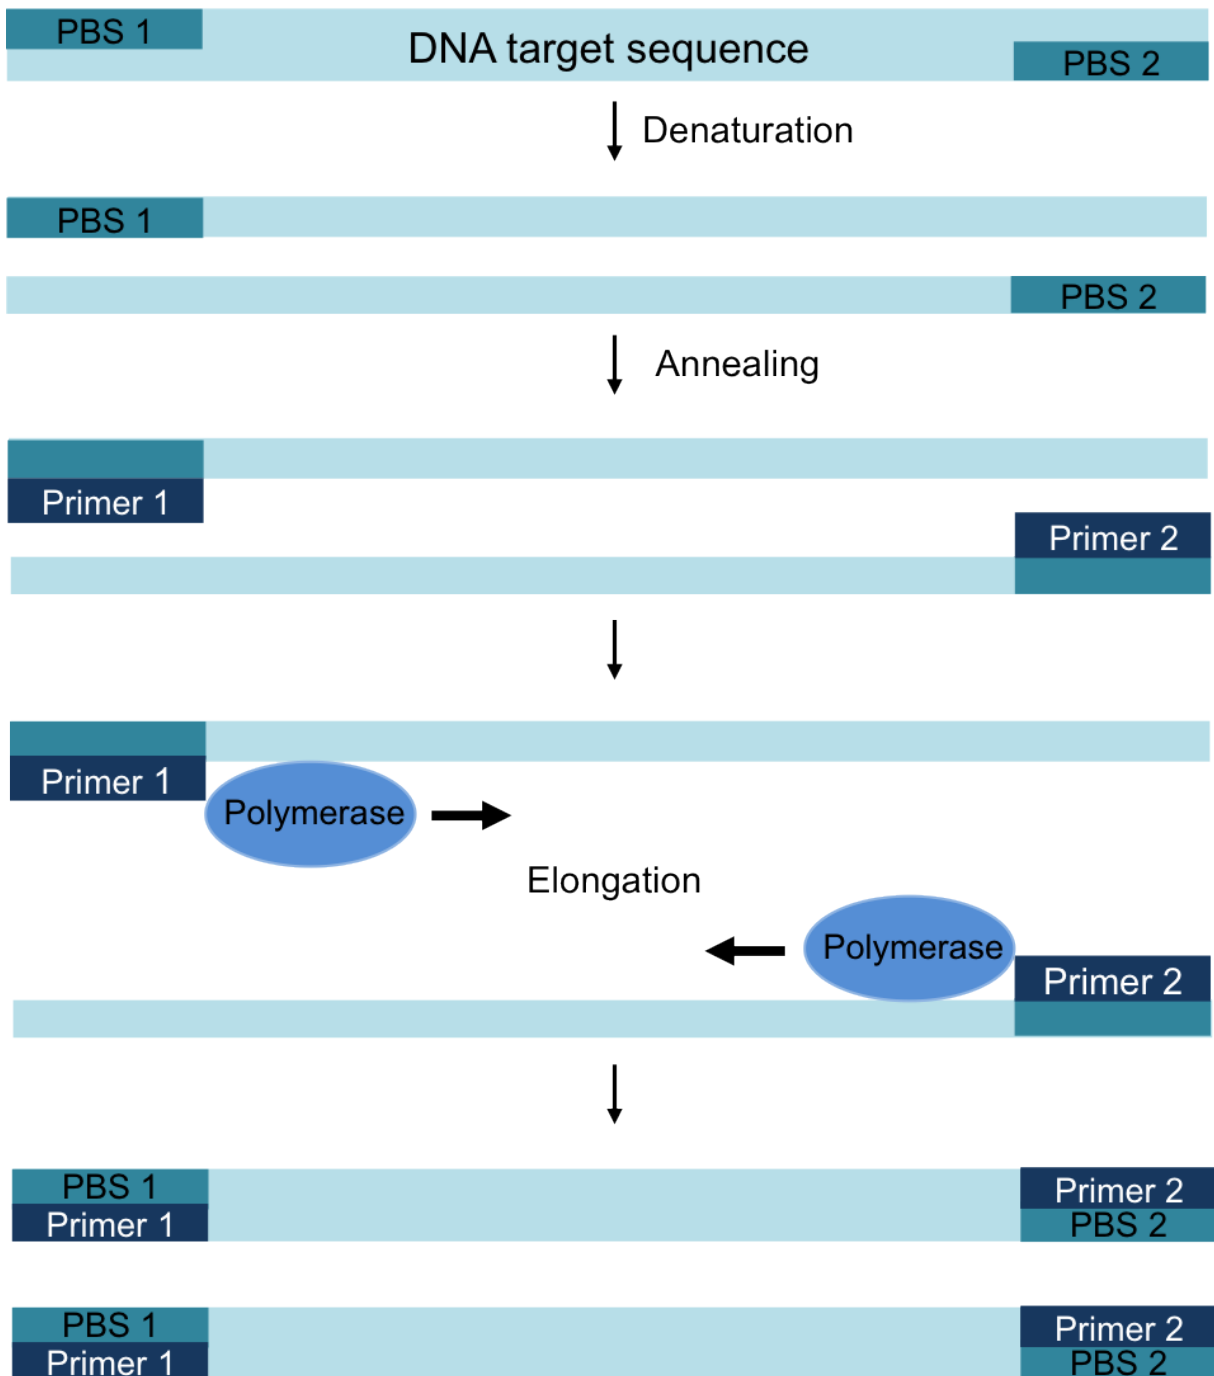 PBS 1
DNA target sequence
PBS 2
Denaturation
PBS 1
PBS 2
Annealing
Primer 1
Primer 2
Primer 1
Polymerase
Elongation
Polymerase
Primer 2
PBS 1
Primer 2
Primer 1
PBS 2
PBS 1
Primer 2
Primer 1
PBS 2